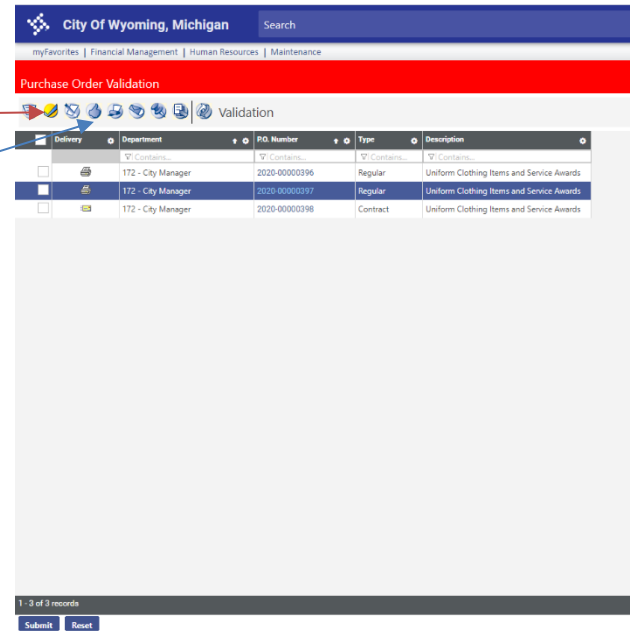 City Of Wyoming, Michigan Search
myFavorites | Financial Management | Human Resources | Maintenance
Purchase Order Validation
Validation
Delivery Department P.O. Number Type Description
Contains... Contains... Contains... Contains...
172 - City Manager 2020-00000396 Regular Uniform Clothing Items and Service Awards
172 - City Manager 2020-00000397 Regular Uniform Clothing Items and Service Awards
172 - City Manager 2020-00000398 Contract Uniform Clothing Items and Service Awards
1 - 3 of 3 records
Submit Reset